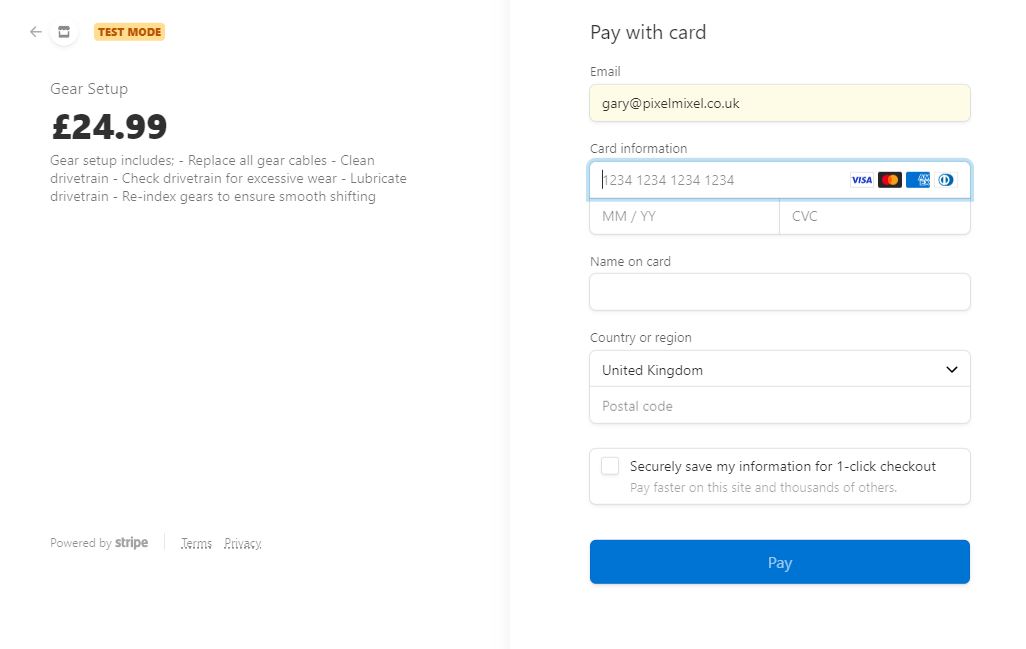 TEST MODE
Gear Setup
£24.99
Gear setup includes; - Replace all gear cables - Clean
drivetrain - Check drivetrain for excessive wear - Lubricate
drivetrain - Re-index gears to ensure smooth shifting
Powered by stripe
Terms Privacy
Pay with card
Email
gary@pixelmixel.co.uk
Card information
1234 1234 1234 1234
VISA
AM
EX
MM / YY
CVC
Name on card
Country or region
United Kingdom
Postal code
Securely save my information for 1-click checkout
Pay faster on this site and thousands of others.
Pay